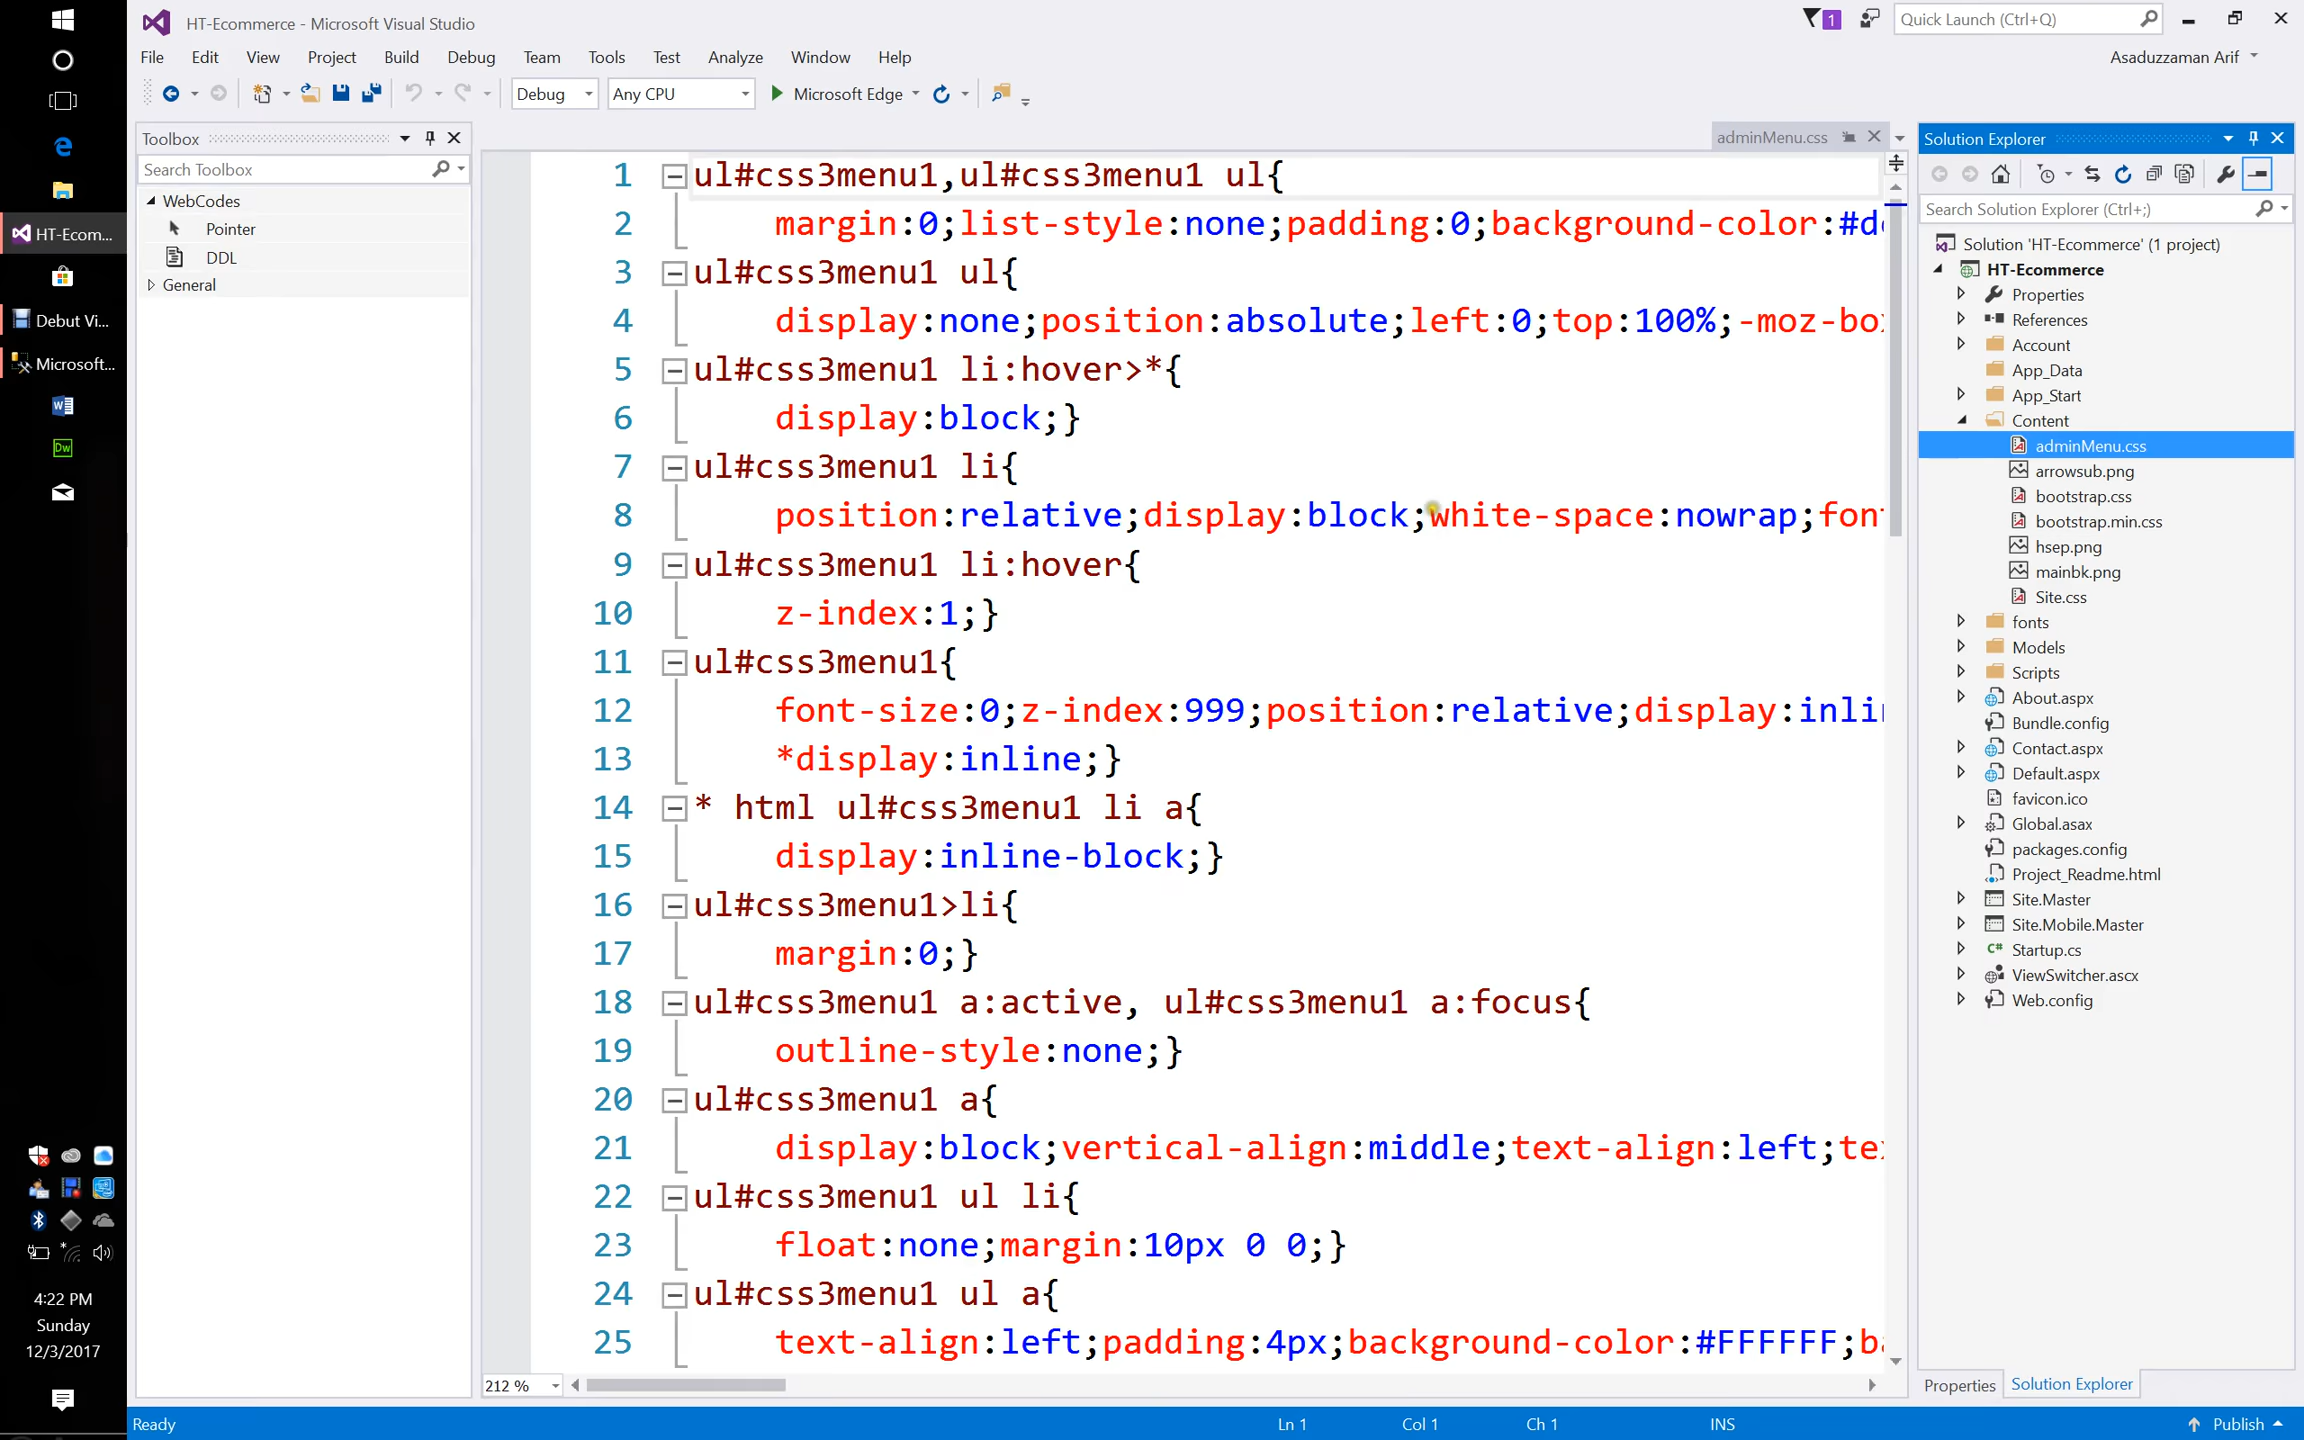 HT-Ecommerce - Microsoft Visual Studio
1
Quick Launch (Ctrl+Q)
File Edit View Project Build Debug Team Tools Test Analyze Window Help
Asaduzzaman Arif
Debug Any CPU Microsoft Edge
HT-Ecom...
Debut Vi...
Microsoft...
4:22 PM
Sunday
12/3/2017
Toolbox
Search Toolbox
WebCodes
Pointer
DDL
General
adminMenu.css
1 ul#css3menu1,ul#css3menu1 ul{
2 margin:0;list-style:none;padding:0;background-color:#d
3 ul#css3menu1 ul{
4 display:none;position:absolute;left:0;top:100%;-moz-bo
5 ul#css3menu1 li:hover>*{
6 display:block;}
7 ul#css3menu1 li{
8 position:relative;display:block;white-space:nowrap;fon
9 ul#css3menu1 li:hover{
10 z-index:1;}
11 ul#css3menu1{
12 font-size:0;z-index:999;position:relative;display:inli
13 *display:inline;}
14 * html ul#css3menu1 li a{
15 display:inline-block;}
16 ul#css3menu1>li{
17 margin:0;}
18 ul#css3menu1 a:active, ul#css3menu1 a:focus{
19 outline-style:none;}
20 ul#css3menu1 a{
21 display:block;vertical-align:middle;text-align:left;te
22 ul#css3menu1 ul li{
23 float:none;margin:10px 0 0;}
24 ul#css3menu1 ul a{
25 text-align:left;padding:4px;background-color:#FFFFFF;b
212 %
Solution Explorer
Search Solution Explorer (Ctrl+;)
Solution 'HT-Ecommerce' (1 project)
HT-Ecommerce
Properties
References
Account
App_Data
App_Start
Content
adminMenu.css
arrowsub.png
bootstrap.css
bootstrap.min.css
hsep.png
mainbk.png
Site.css
fonts
Models
Scripts
About.aspx
Bundle.config
Contact.aspx
Default.aspx
favicon.ico
Global.asax
packages.config
Project_Readme.html
Site.Master
Site.Mobile.Master
Startup.cs
ViewSwitcher.ascx
Web.config
Properties Solution Explorer
Ready Ln 1 Col 1 Ch 1 INS Publish